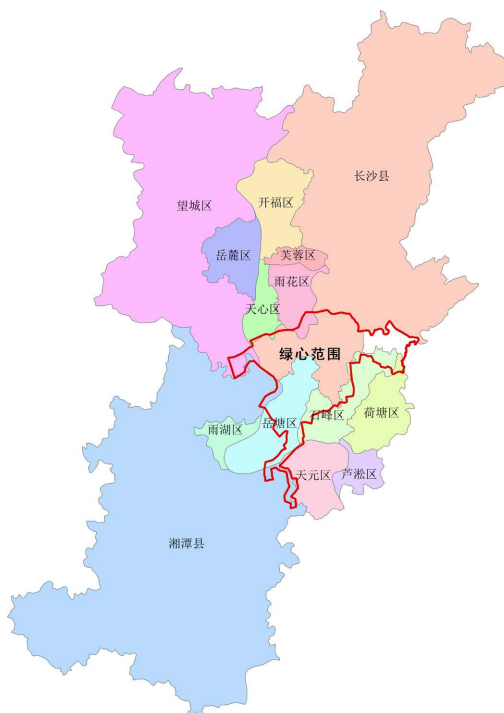 长沙县
望城区
开福区
岳麓区
芙蓉区
雨花区
天心区
绿心范围
石峰区
荷塘区
岳塘区
雨湖区
天元区
芦淞区
湘潭县